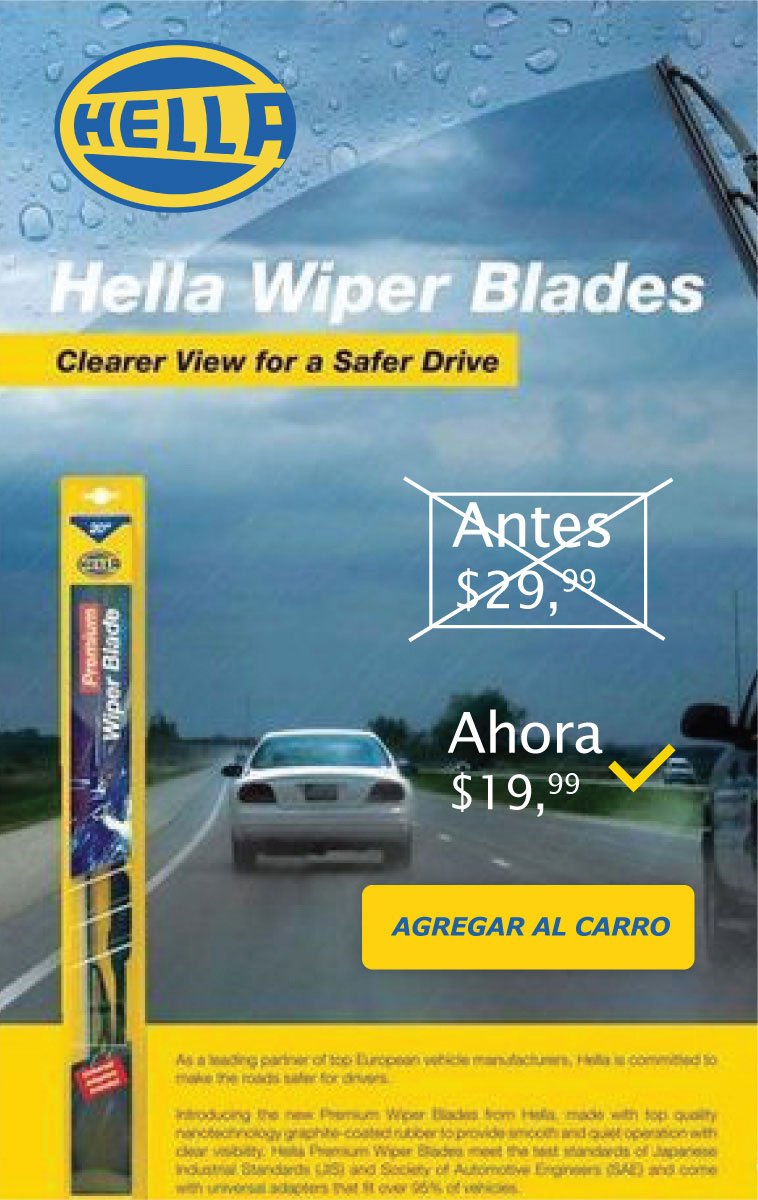 HELLA
Hella Wiper Blades
Clearer View for a Safer Drive
Antes
$29,99
20"
HELLA
Premium
Wiper Blade
Ahora
$19,99
AGREGAR AL CARRO
As a leading partner of top European vehicle manufacturers, Hella is committed to
make the roads safer for drivers.
Introducing the new Premium Wiper Blades from Hella, made with top quality
nanotechnology graphite-coated rubber to provide smooth and quiet operation with
clear visibility. Hella Premium Wiper Blades meet the test standards of Japanese
Industrial Standards (JIS) and Society of Automotive Engineers (SAE) and come
with universal adapters that fit over 95% of vehicles.